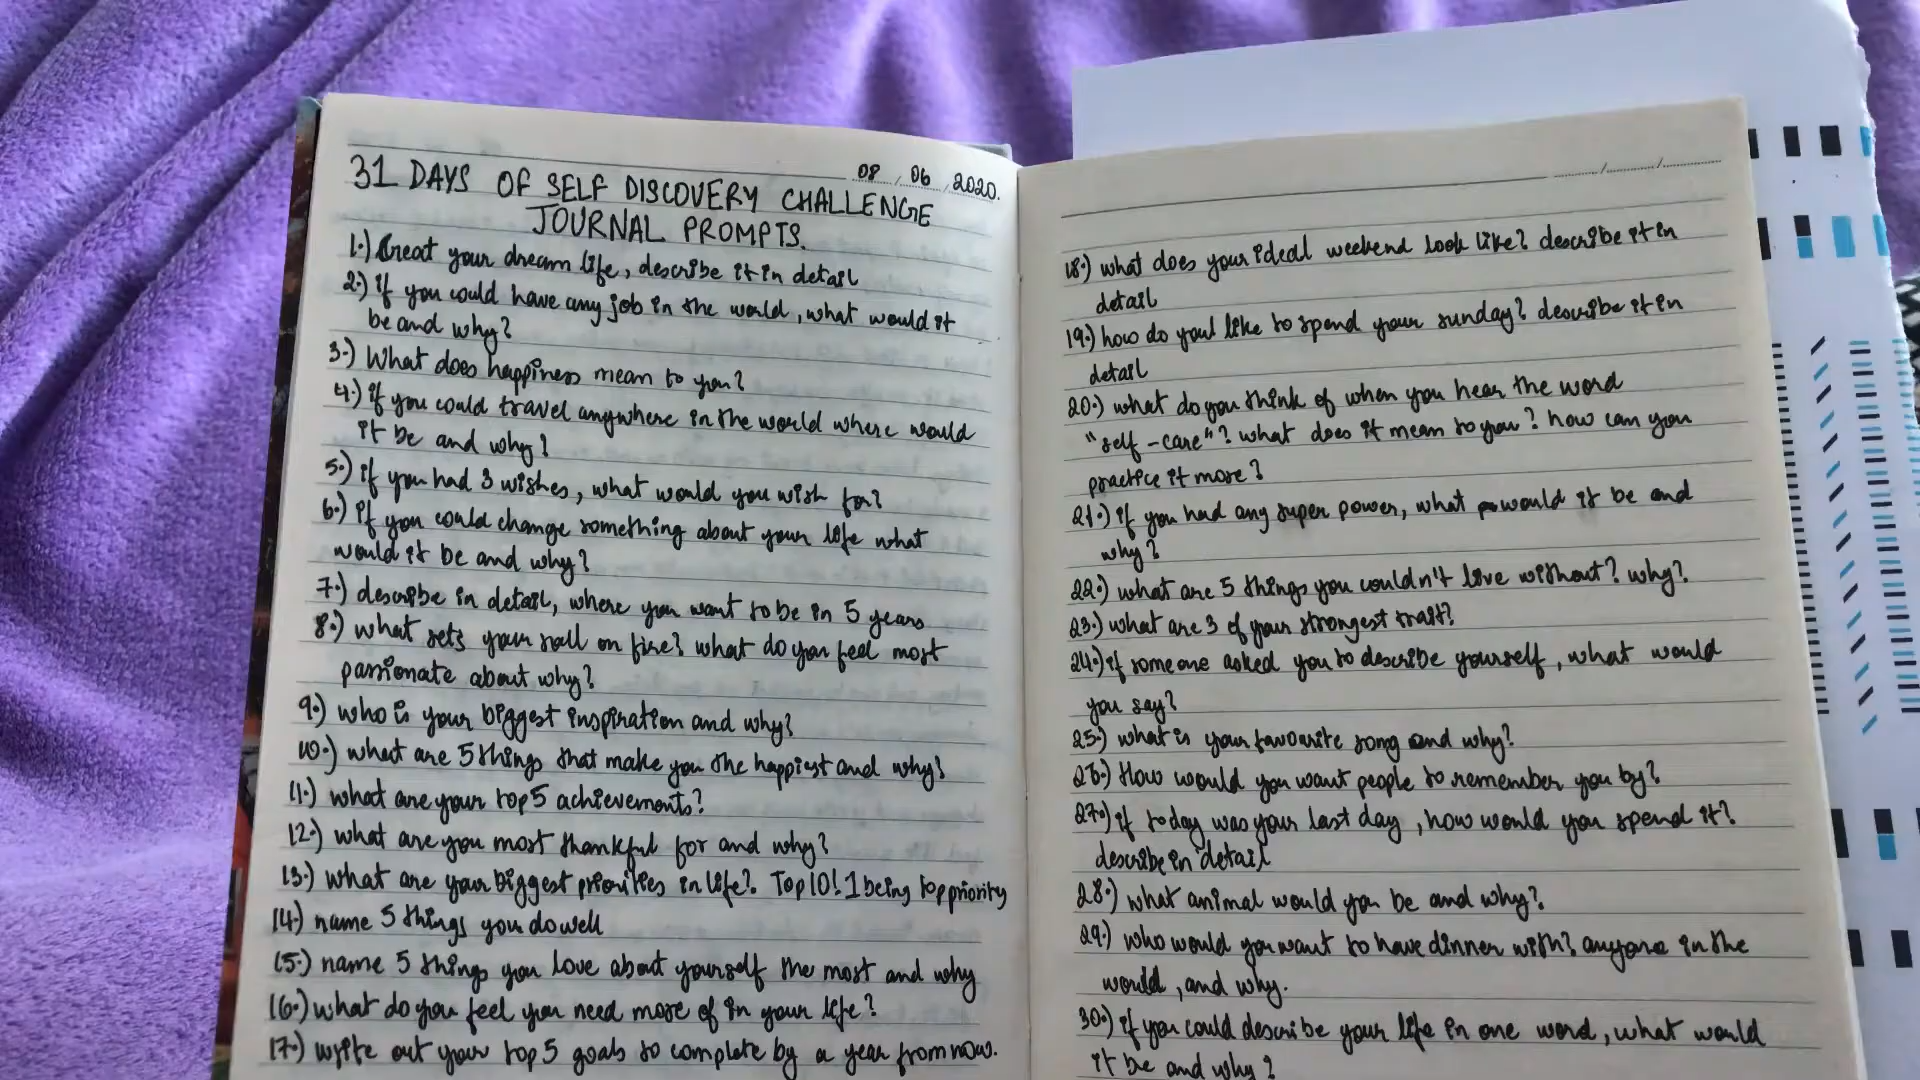 08 / 06 / 2020.
31 DAYS OF SELF DISCOVERY CHALLENGE
JOURNAL PROMPTS.
1.) Creat your dream life, describe it in detail
2.) if you could have any job in the world, what would it
be and why?
3.) What does happiness mean to you?
4.) if you could travel anywhere in the world where would
it be and why?
5.) if you had 3 wishes, what would you wish for?
6.) if you could change something about your life what
would it be and why?
7.) describe in detail, where you want to be in 5 years
8.) what sets your soll on fire? what do you feel most
passionate about why?
9.) who is your biggest inspiration and why?
10.) what are 5 things that make you the happiest and why?
11.) what are your top 5 achievements?
12.) what are you most thankful for and why?
13.) what are your biggest priorities in life?. Top 10! 1 being top priority
14.) name 5 things you do well
15.) name 5 things you love about yourself the most and why
16.) what do you feel you need more of in your life?
17.) write out your top 5 goals to complete by a year from now.
18.) what does your ideal weekend look like? describe it in
detail
19.) how do you like to spend your sunday? describe it in
detail
20.) what do you think of when you hear the word
"self-care"? what does it mean to you? how can you
practice it more?
21.) if you had any super power, what would it be and
why?
22.) what are 5 things you couldn't live without? why?
23.) what are 3 of your strongest trait?
24.) if someone asked you to describe yourself, what would
you say?
25.) what is your favourite song and why?
26.) How would you want people to remember you by?
27.) if today was your last day, how would you spend it?
describe in detail
28.) what animal would you be and why?
29.) who would you want to have dinner with? anyone in the
would, and why.
30.) if you could describe your life in one word, what would
it be and why?